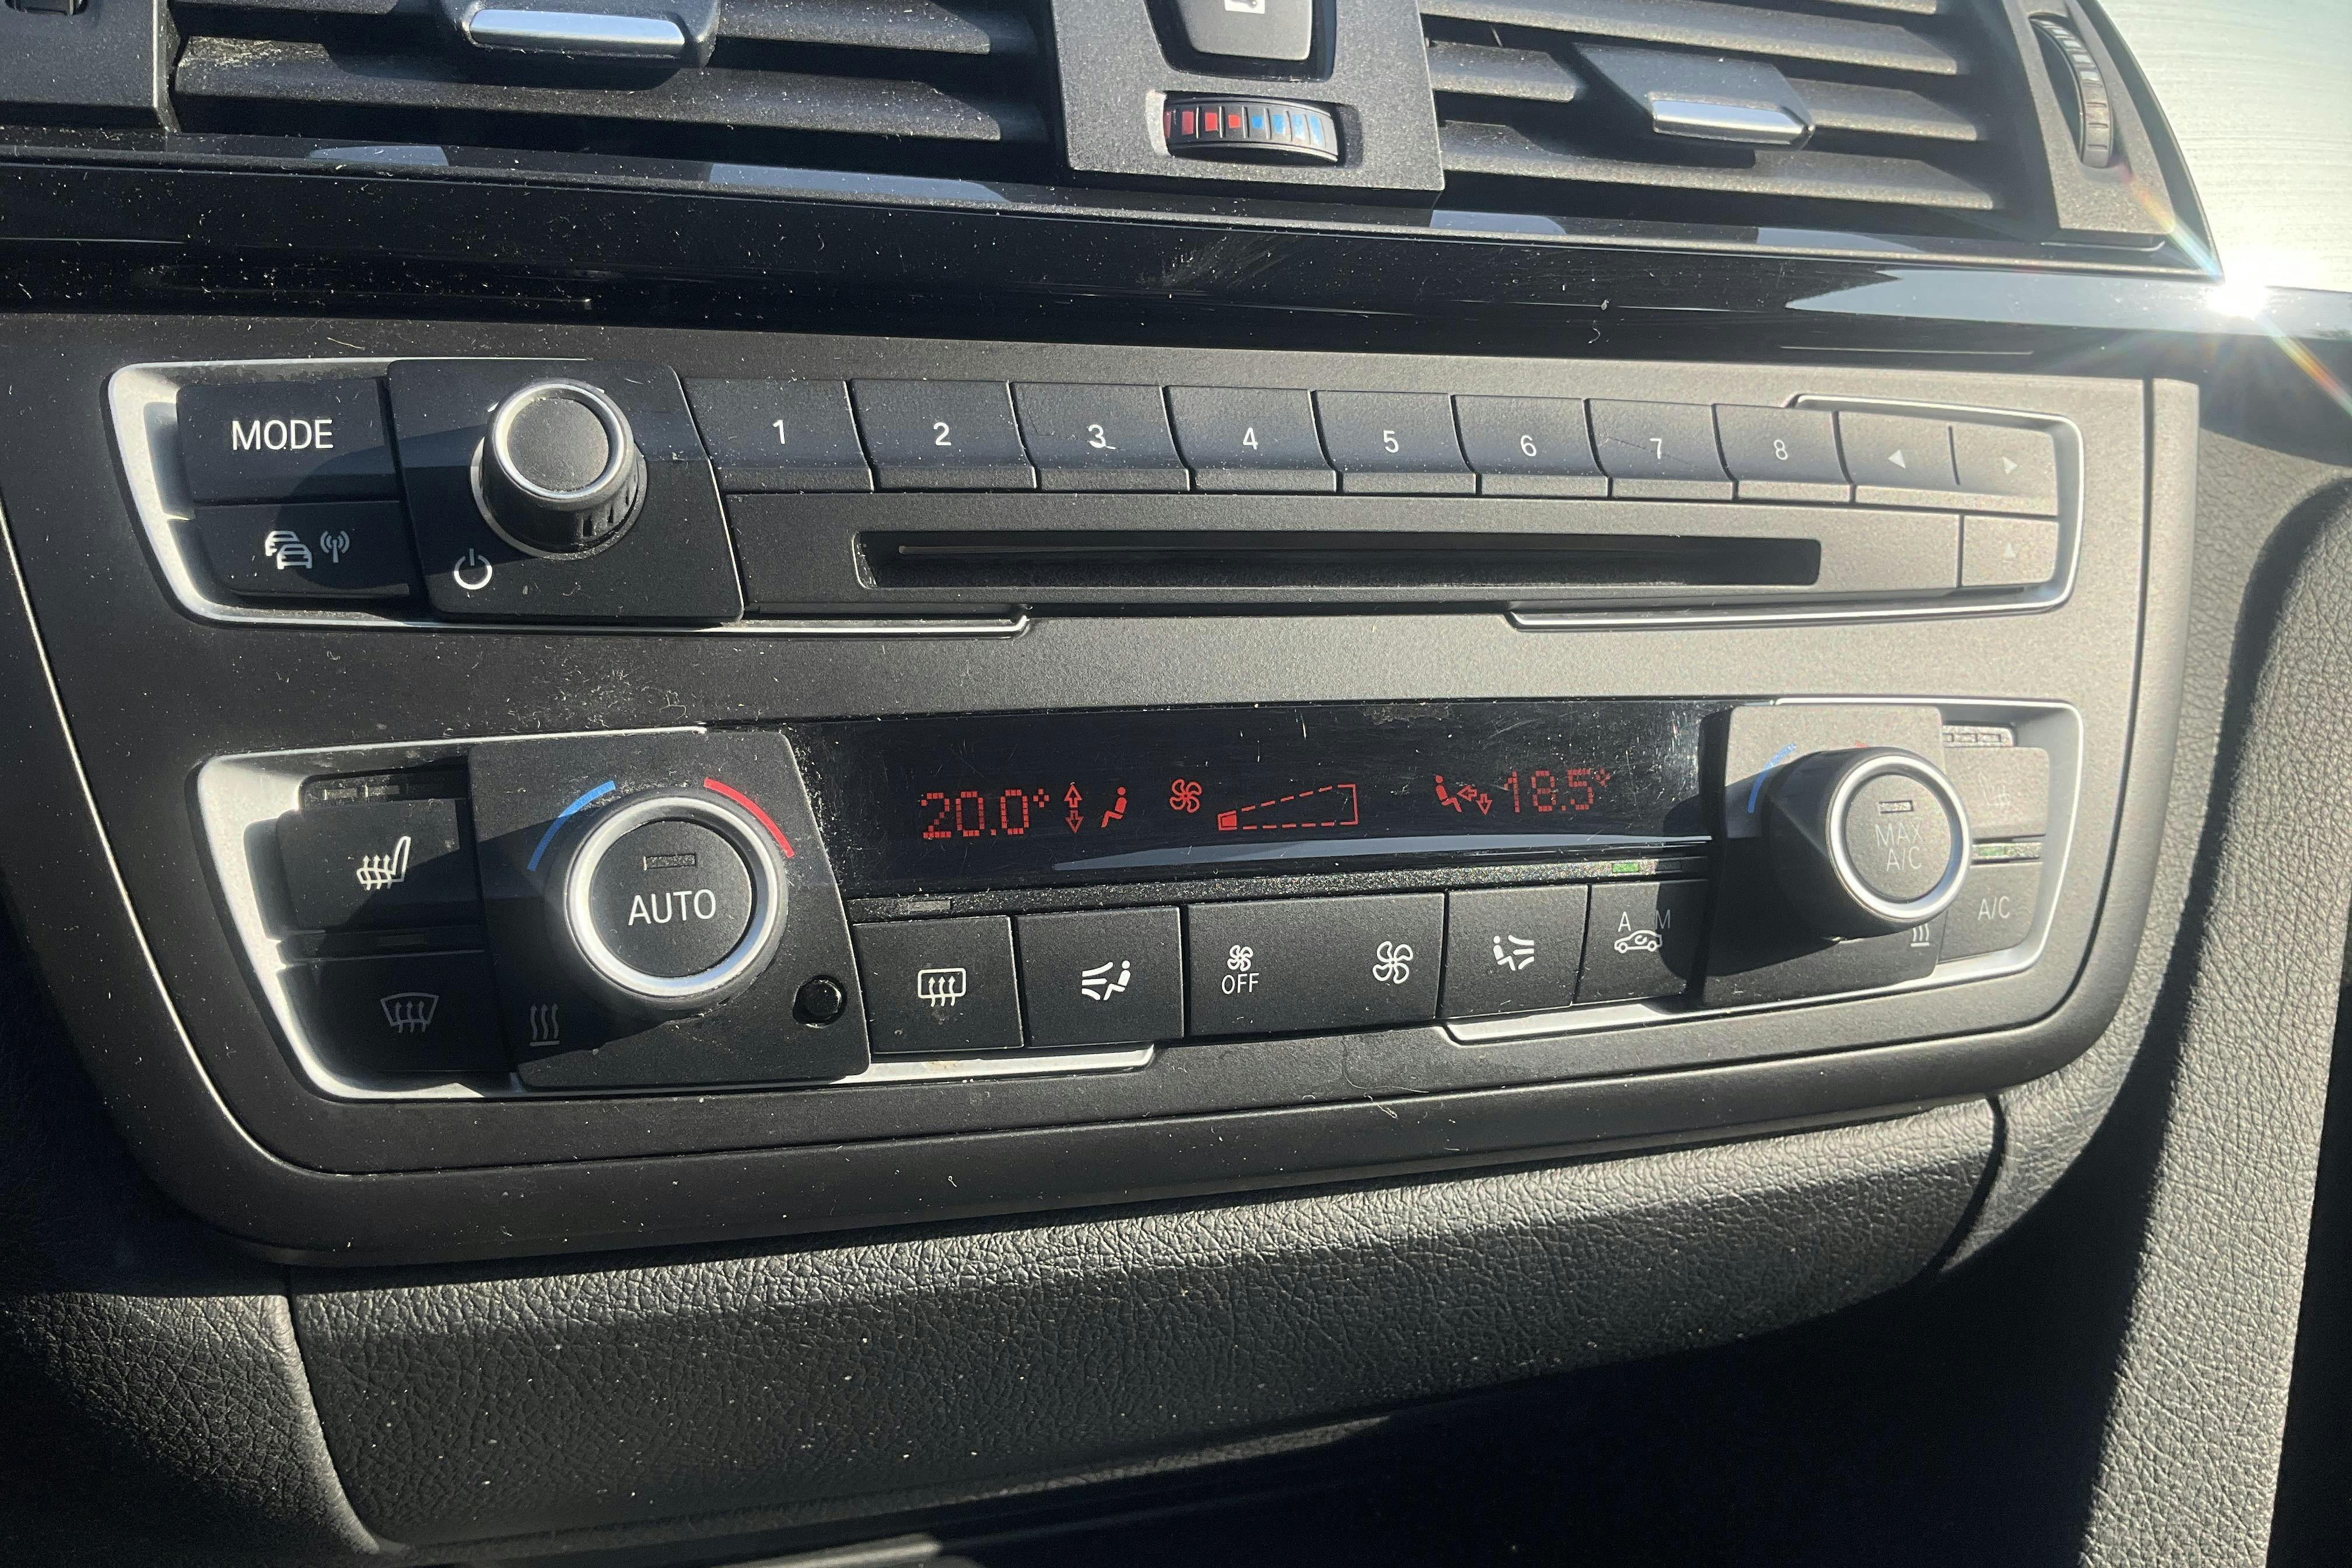 MODE
1 2 3 4 5 6 7 8
20.0° 18.5°
MAX
A/C
AUTO
A M
A/C
OFF